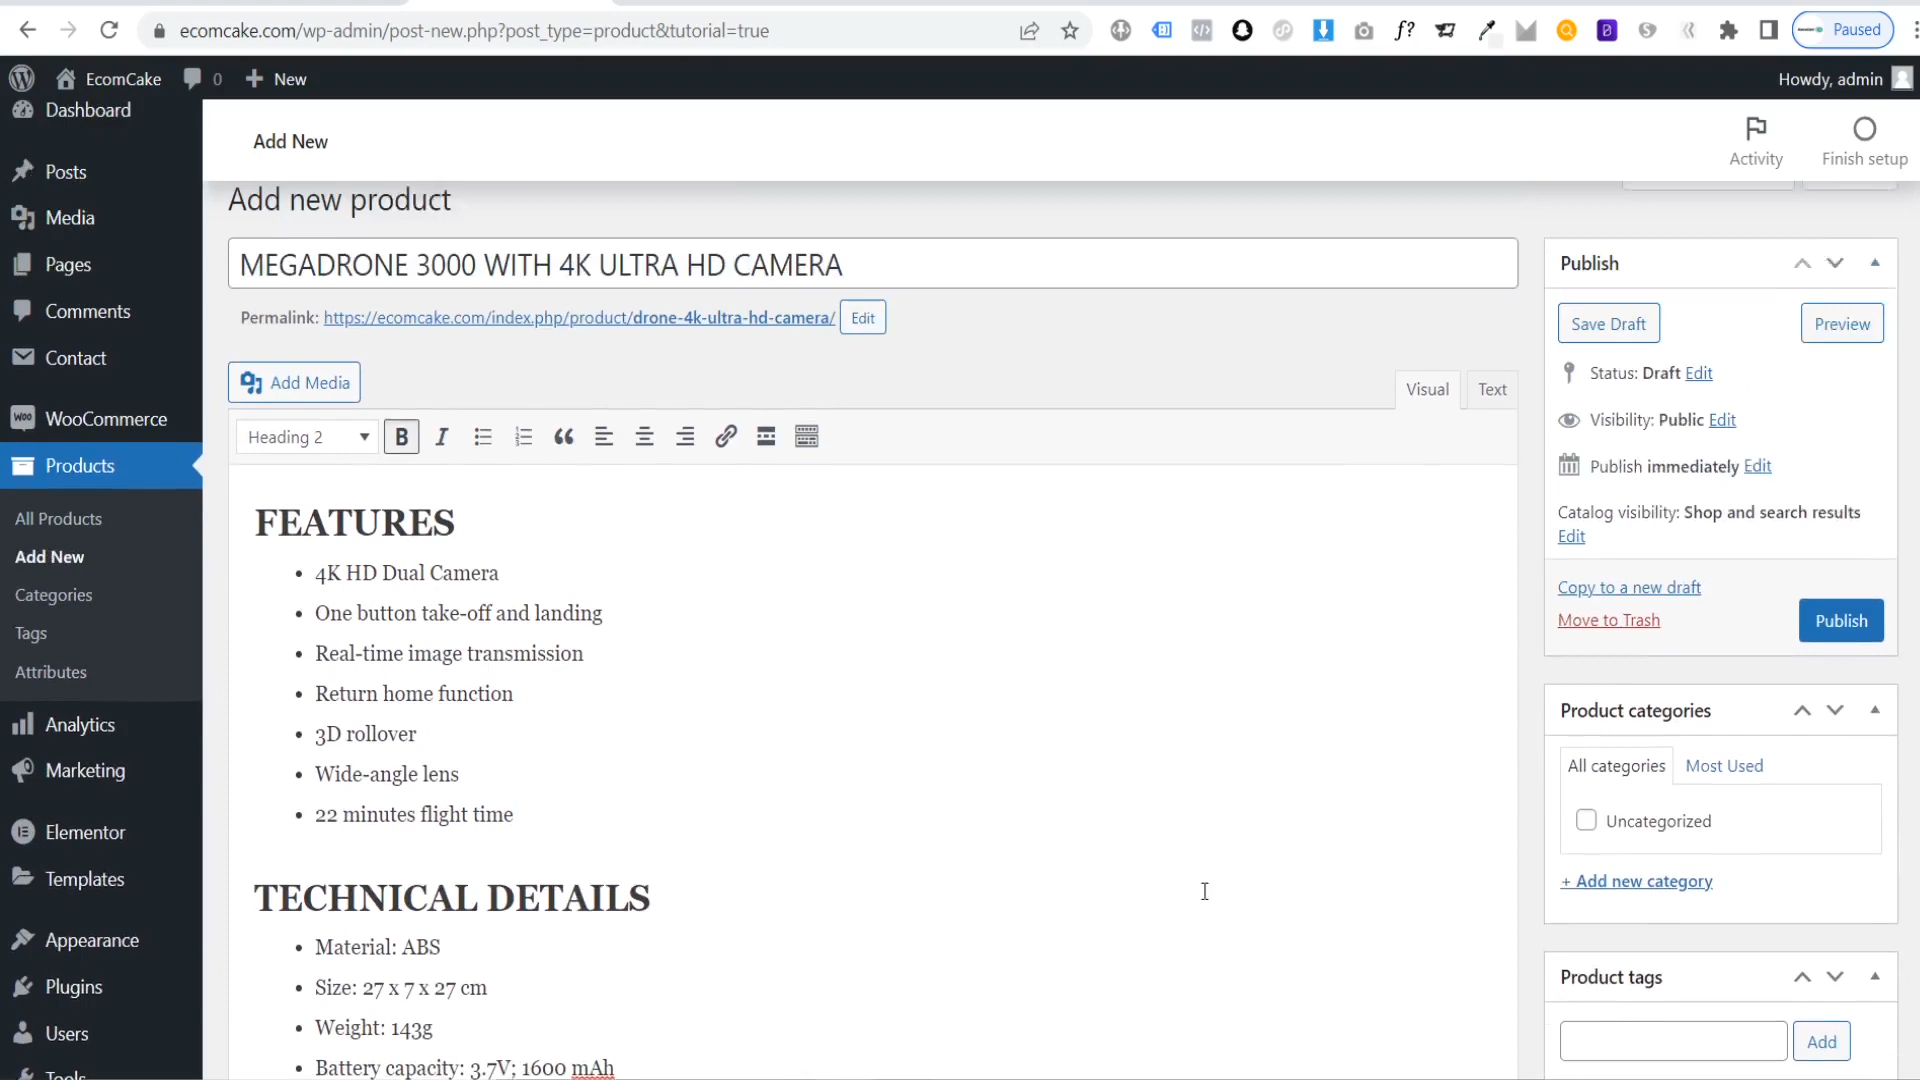 ecomcake.com/wp-admin/post-new.php?post_type=product&tutorial=true
Paused
EcomCake 0 New
Howdy, admin
Dashboard
Posts
Media
Pages
Comments
Contact
WooCommerce
Products
All Products
Add New
Categories
Tags
Attributes
Analytics
Marketing
Elementor
Templates
Appearance
Plugins
Users
Tools
Add New
Activity
Finish setup
Add new product
MEGADRONE 3000 WITH 4K ULTRA HD CAMERA
Permalink: https://ecomcake.com/index.php/product/drone-4k-ultra-hd-camera/ Edit
Add Media
Visual Text
Heading 2
B I
FEATURES
• 4K HD Dual Camera
• One button take-off and landing
• Real-time image transmission
• Return home function
• 3D rollover
• Wide-angle lens
• 22 minutes flight time
TECHNICAL DETAILS
• Material: ABS
• Size: 27 x 7 x 27 cm
• Weight: 143g
• Battery capacity: 3.7V; 1600 mAh
Publish
Save Draft Preview
Status: Draft Edit
Visibility: Public Edit
Publish immediately Edit
Catalog visibility: Shop and search results
Edit
Copy to a new draft
Move to Trash
Publish
Product categories
All categories Most Used
Uncategorized
+ Add new category
Product tags
Add